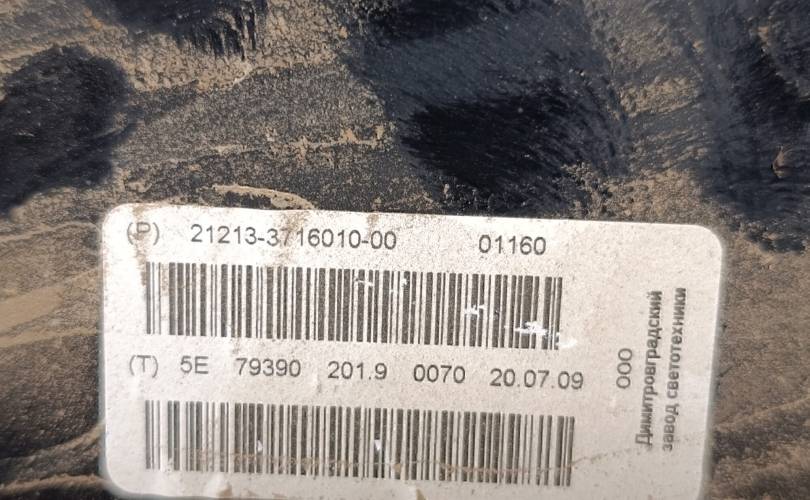 (P) 21213-3716010-00 01160
(T) 5E 79390 201.9 0070 20.07.09
ООО
Димитровградский
завод светотехники